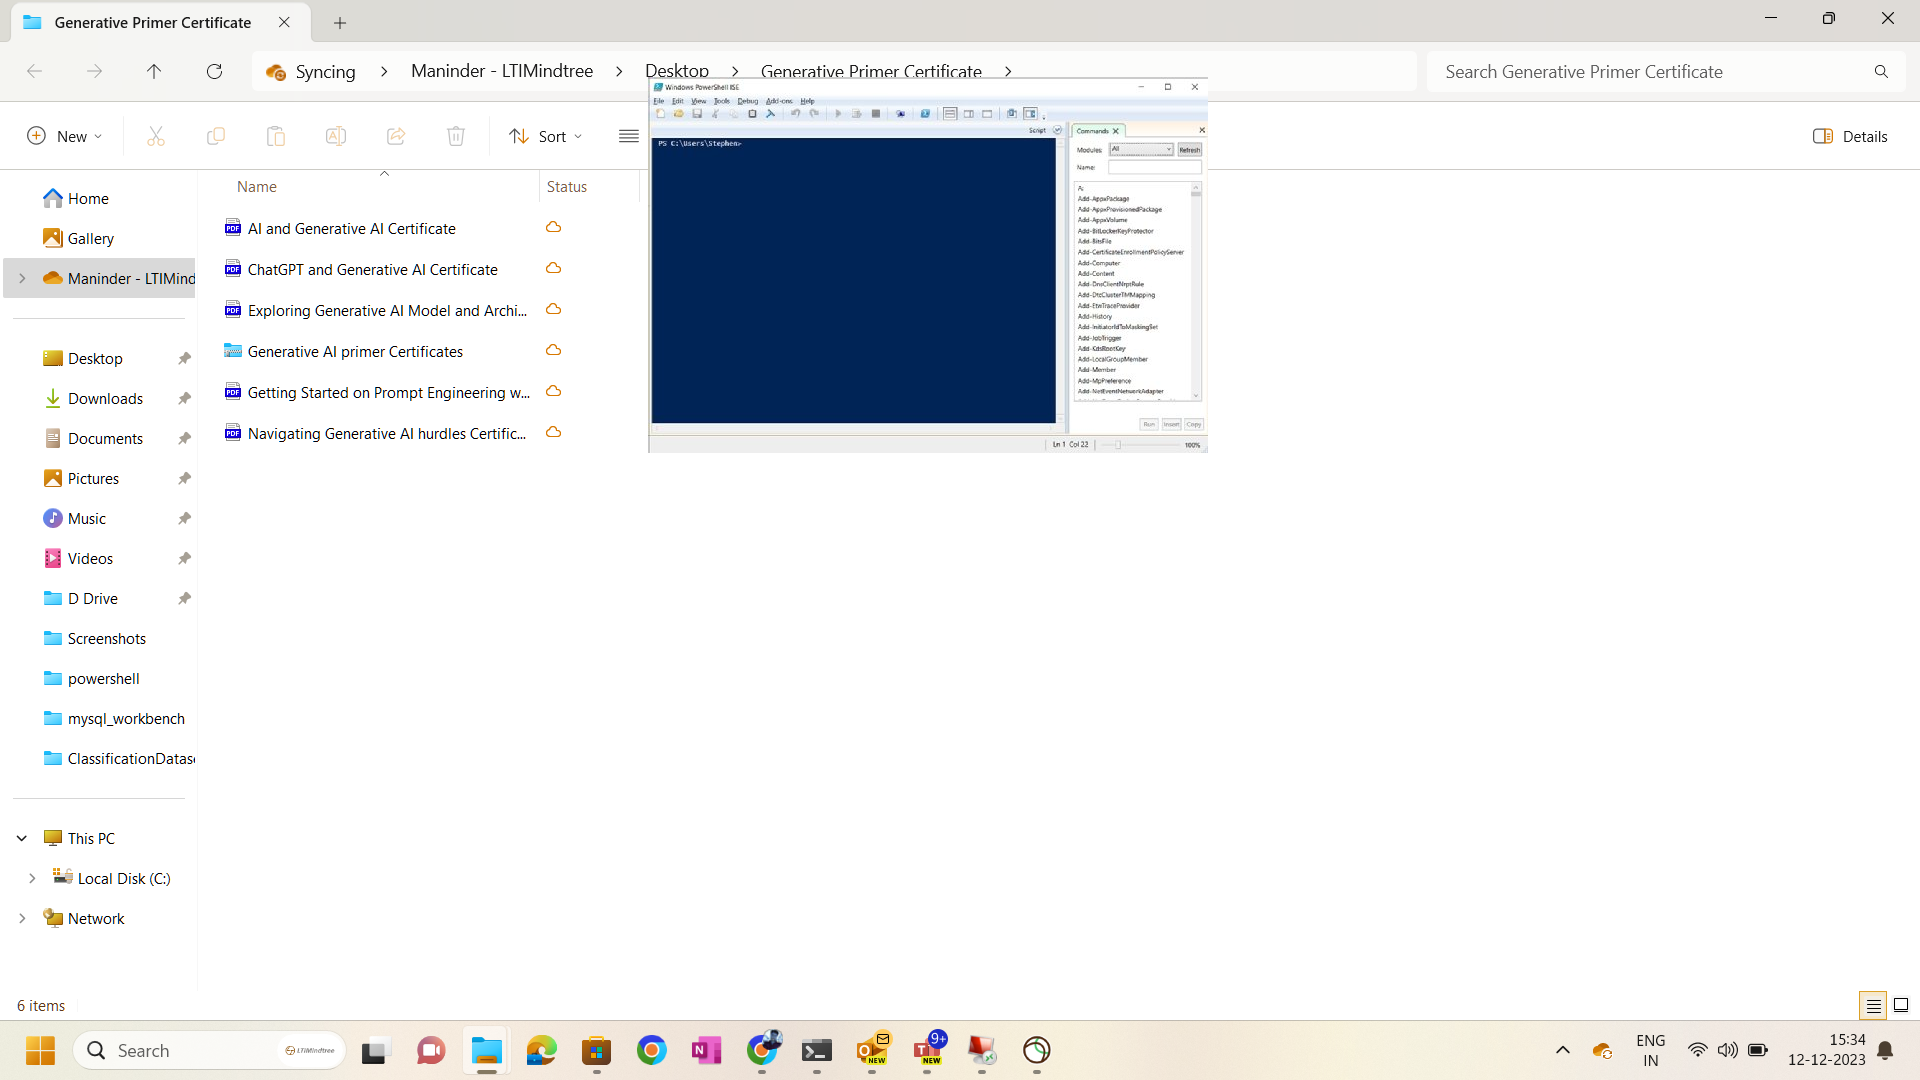 Generative Primer Certificate
Syncing > Maninder - LTIMindtree > Desktop > Generative Primer Certificate >
Search Generative Primer Certificate
New
Sort
Details
Home
Gallery
Maninder - LTIMind
Desktop
Downloads
Documents
Pictures
Music
Videos
D Drive
Screenshots
powershell
mysql_workbench
ClassificationDatas
This PC
Local Disk (C:)
Network
Name Status
AI and Generative AI Certificate
ChatGPT and Generative AI Certificate
Exploring Generative AI Model and Archi...
Generative AI primer Certificates
Getting Started on Prompt Engineering w...
Navigating Generative AI hurdles Certific...
Windows PowerShell ISE
File Edit View Tools Debug Add-ons Help
Script
PS C:\Users\Stephen>
Commands X
Modules: All Refresh
Name:
A:
Add-AppxPackage
Add-AppxProvisionedPackage
Add-AppxVolume
Add-BitLockerKeyProtector
Add-BitsFile
Add-CertificateEnrollmentPolicyServer
Add-Computer
Add-Content
Add-DnsClientNrptRule
Add-DtcClusterTMMapping
Add-EtwTraceProvider
Add-History
Add-InitiatorIdToMaskingSet
Add-JobTrigger
Add-KdsRootKey
Add-LocalGroupMember
Add-Member
Add-MpPreference
Add-NetEventNetworkAdapter
Run Insert Copy
Ln 1 Col 22 100%
6 items
Search
LTIMindtree
NEW
9+
NEW
ENG
IN
15:34
12-12-2023